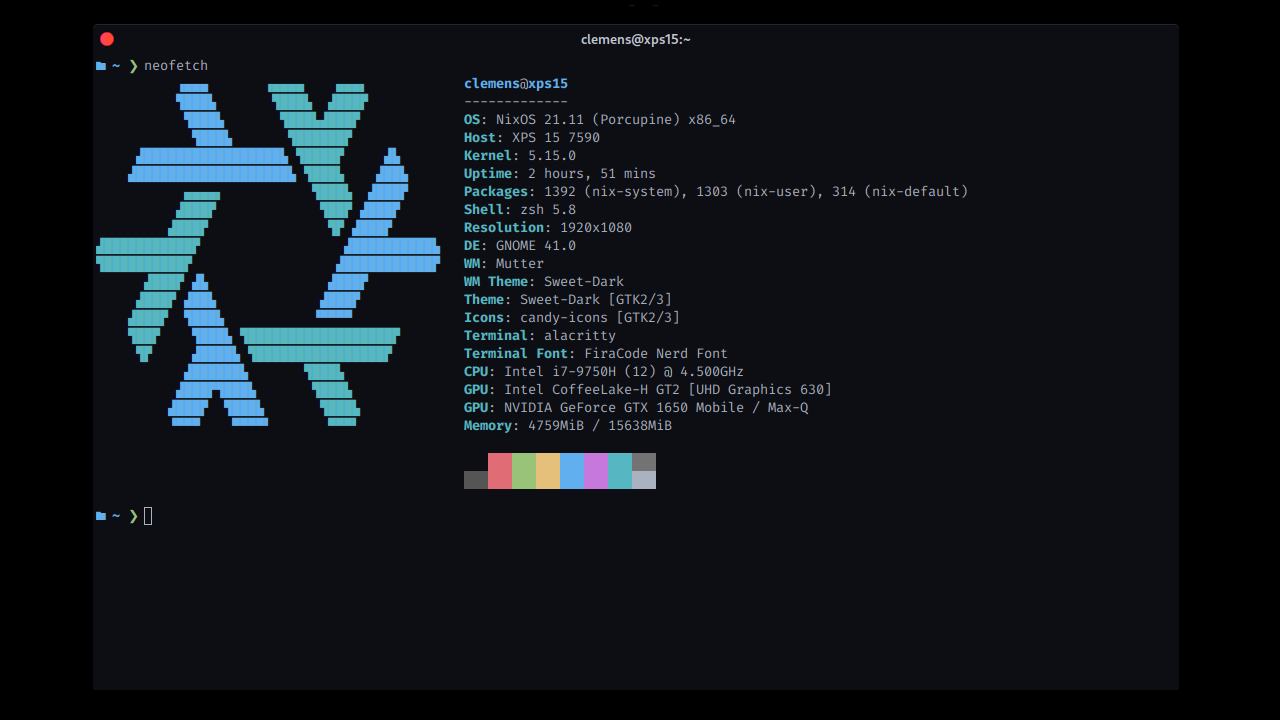 clemens@xps15:~
~ ❯ neofetch
clemens@xps15
-------------
OS: NixOS 21.11 (Porcupine) x86_64
Host: XPS 15 7590
Kernel: 5.15.0
Uptime: 2 hours, 51 mins
Packages: 1392 (nix-system), 1303 (nix-user), 314 (nix-default)
Shell: zsh 5.8
Resolution: 1920x1080
DE: GNOME 41.0
WM: Mutter
WM Theme: Sweet-Dark
Theme: Sweet-Dark [GTK2/3]
Icons: candy-icons [GTK2/3]
Terminal: alacritty
Terminal Font: FiraCode Nerd Font
CPU: Intel i7-9750H (12) @ 4.500GHz
GPU: Intel CoffeeLake-H GT2 [UHD Graphics 630]
GPU: NVIDIA GeForce GTX 1650 Mobile / Max-Q
Memory: 4759MiB / 15638MiB
~ ❯